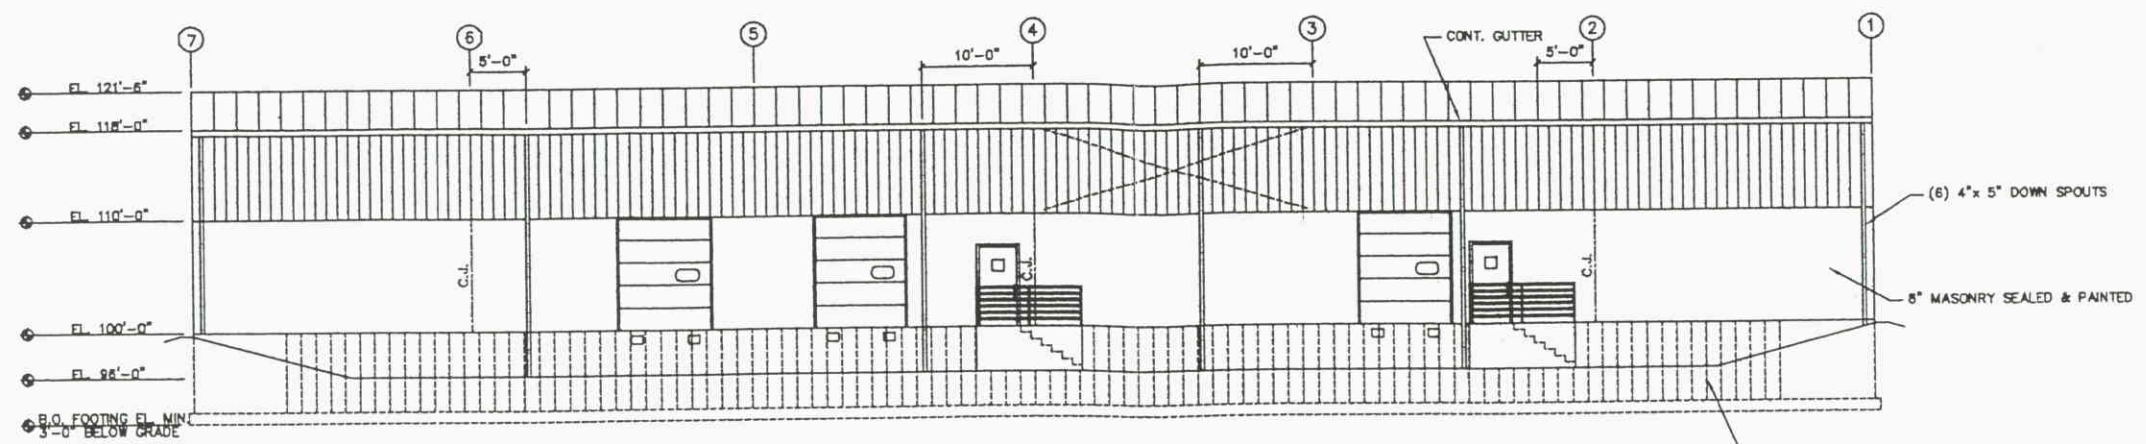 7
6
5
4
3
2
1
5'-0"
10'-0"
10'-0"
5'-0"
CONT. GUTTER
EL. 121'-6"
EL. 118'-0"
EL. 110'-0"
EL. 100'-0"
EL. 96'-0"
B.O. FOOTING EL. MIN.
3'-0" BELOW GRADE
C.J.
C.J.
C.J.
(6) 4"x 5" DOWN SPOUTS
8" MASONRY SEALED & PAINTED